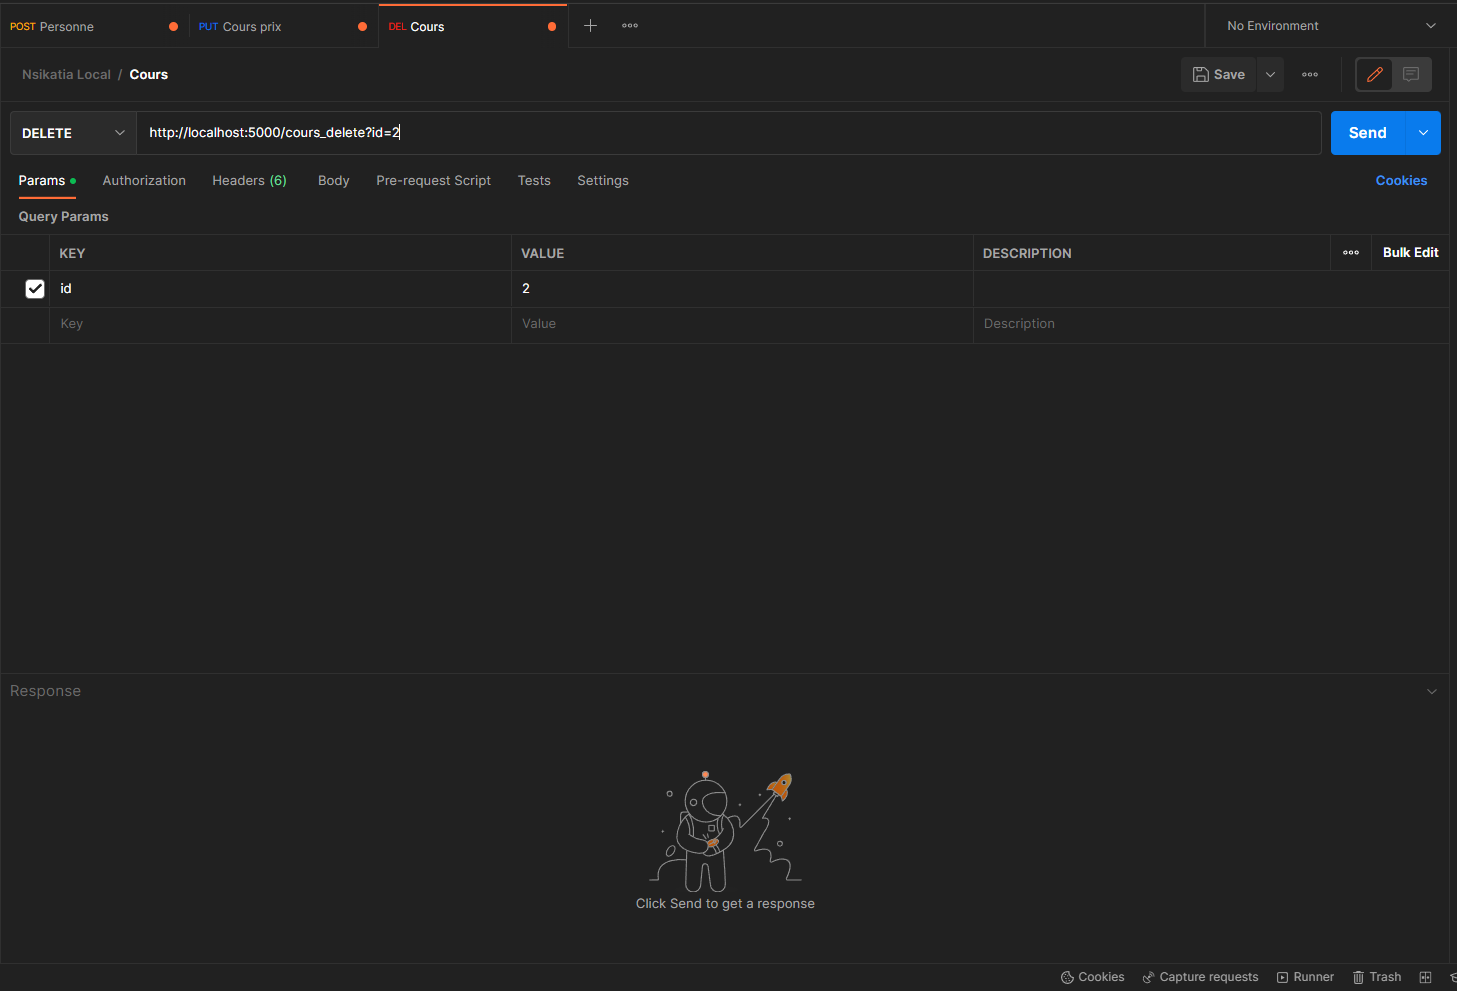 POST Personne PUT Cours prix DEL Cours No Environment
Nsikatia Local / Cours Save
DELETE http://localhost:5000/cours_delete?id=2 Send
Params Authorization Headers (6) Body Pre-request Script Tests Settings Cookies
Query Params
KEY VALUE DESCRIPTION Bulk Edit
id 2
Key Value Description
Response
Click Send to get a response
Cookies Capture requests Runner Trash